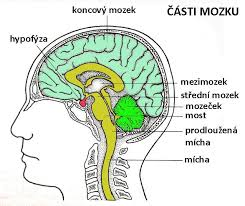 ČÁSTI MOZKU
koncový mozek
hypofýza
mezimozek
střední mozek
mozeček
most
prodloužená
mícha
mícha